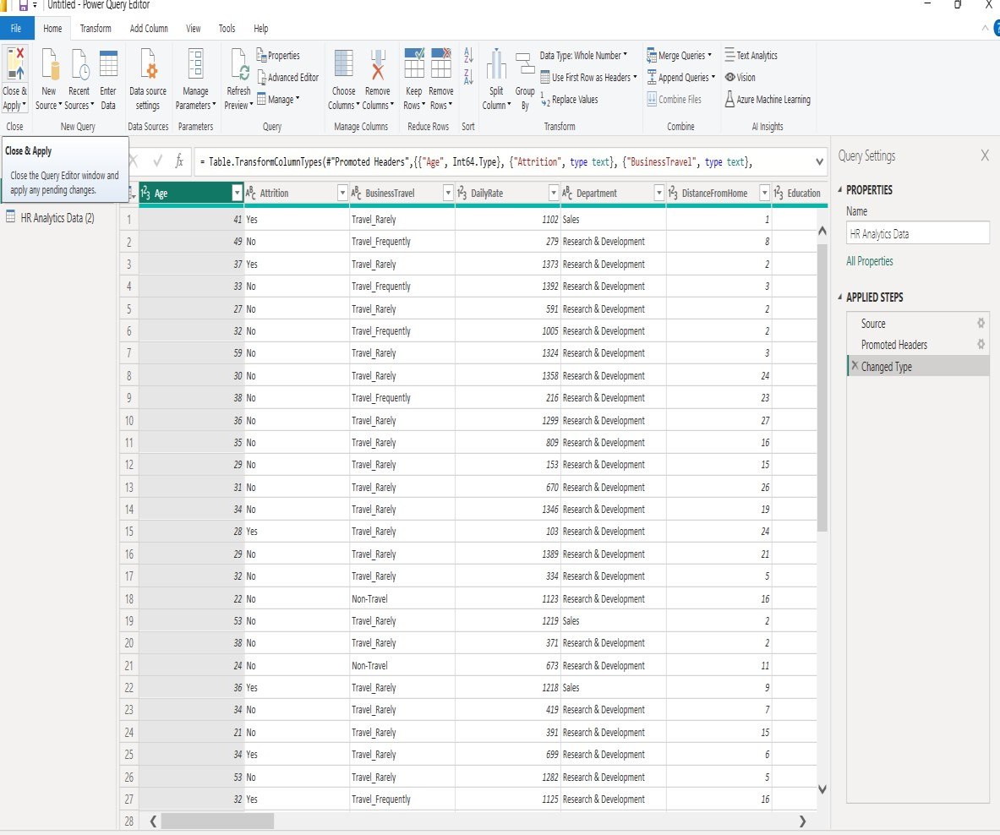 Untitled - Power Query Editor
File Home Transform Add Column View Tools Help
Close & Apply
New Source
Recent Sources
Enter Data
Data source settings
Manage Parameters
Refresh Preview
Properties
Advanced Editor
Manage
Choose Columns
Remove Columns
Keep Rows
Remove Rows
Split Column
Group By
Data Type: Whole Number
Use First Row as Headers
Replace Values
Merge Queries
Append Queries
Combine Files
Text Analytics
Vision
Azure Machine Learning
Close New Query Data Sources Parameters Query Manage Columns Reduce Rows Sort Transform Combine AI Insights
Close & Apply
Close the Query Editor window and
apply any pending changes.
HR Analytics Data (2)
fx = Table.TransformColumnTypes(#"Promoted Headers",{{"Age", Int64.Type}, {"Attrition", type text}, {"BusinessTravel", type text},
Age Attrition BusinessTravel DailyRate Department DistanceFromHome Education
1 41 Yes Travel_Rarely 1102 Sales 1
2 49 No Travel_Frequently 279 Research & Development 8
3 37 Yes Travel_Rarely 1373 Research & Development 2
4 33 No Travel_Frequently 1392 Research & Development 3
5 27 No Travel_Rarely 591 Research & Development 2
6 32 No Travel_Frequently 1005 Research & Development 2
7 59 No Travel_Rarely 1324 Research & Development 3
8 30 No Travel_Rarely 1358 Research & Development 24
9 38 No Travel_Frequently 216 Research & Development 23
10 36 No Travel_Rarely 1299 Research & Development 27
11 35 No Travel_Rarely 809 Research & Development 16
12 29 No Travel_Rarely 153 Research & Development 15
13 31 No Travel_Rarely 670 Research & Development 26
14 34 No Travel_Rarely 1346 Research & Development 19
15 28 Yes Travel_Rarely 103 Research & Development 24
16 29 No Travel_Rarely 1389 Research & Development 21
17 32 No Travel_Rarely 334 Research & Development 5
18 22 No Non-Travel 1123 Research & Development 16
19 53 No Travel_Rarely 1219 Sales 2
20 38 No Travel_Rarely 371 Research & Development 2
21 24 No Non-Travel 673 Research & Development 11
22 36 Yes Travel_Rarely 1218 Sales 9
23 34 No Travel_Rarely 419 Research & Development 7
24 21 No Travel_Rarely 391 Research & Development 15
25 34 Yes Travel_Rarely 699 Research & Development 6
26 53 No Travel_Rarely 1282 Research & Development 5
27 32 Yes Travel_Frequently 1125 Research & Development 16
28
Query Settings
PROPERTIES
Name
HR Analytics Data
All Properties
APPLIED STEPS
Source
Promoted Headers
Changed Type